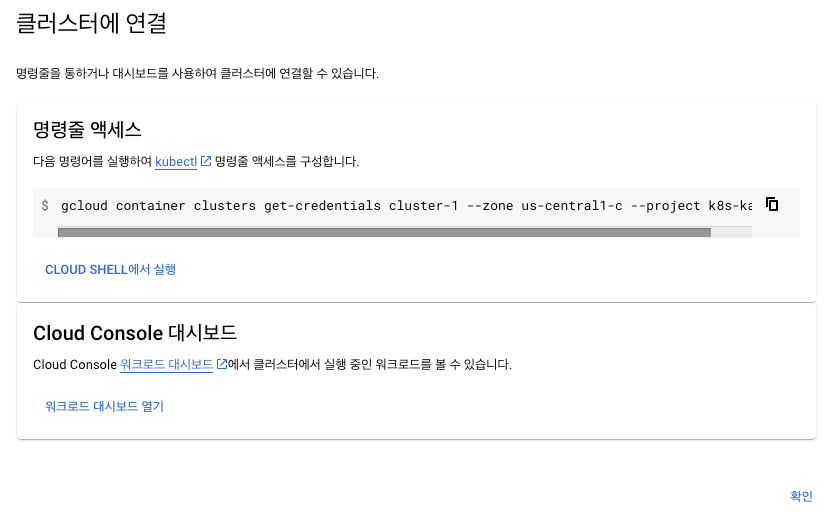 클러스터에 연결
명령줄을 통하거나 대시보드를 사용하여 클러스터에 연결할 수 있습니다.
명령줄 액세스
다음 명령어를 실행하여 kubectl 명령줄 액세스를 구성합니다.
$ gcloud container clusters get-credentials cluster-1 --zone us-central1-c --project k8s-ka
CLOUD SHELL에서 실행
Cloud Console 대시보드
Cloud Console 워크로드 대시보드에서 클러스터에서 실행 중인 워크로드를 볼 수 있습니다.
워크로드 대시보드 열기
확인